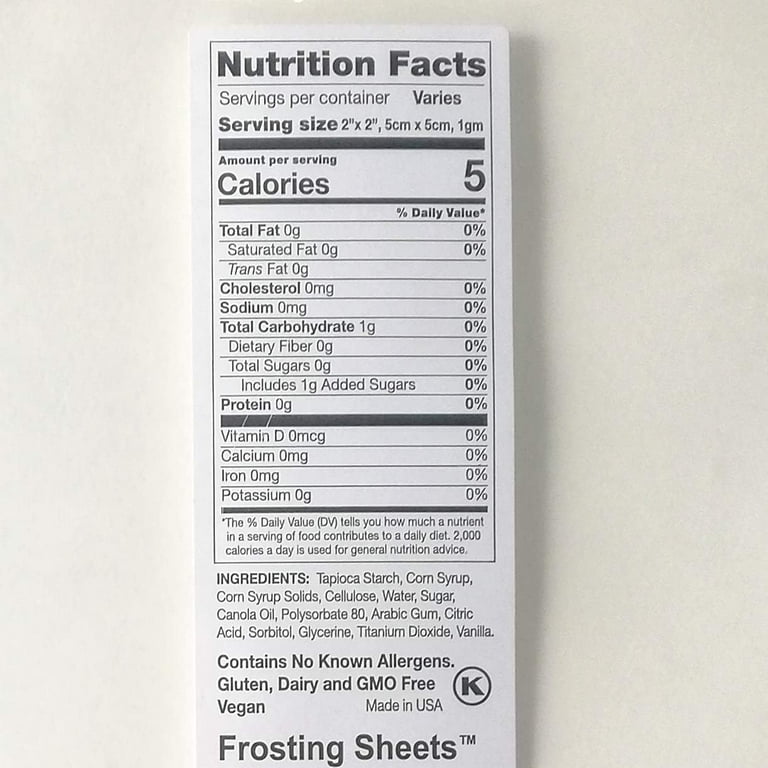 Nutrition Facts
Servings per container Varies
Serving size 2"x 2", 5cm x 5cm, 1gm
Amount per serving
Calories 5
% Daily Value*
Total Fat 0g 0%
Saturated Fat 0g 0%
Trans Fat 0g
Cholesterol 0mg 0%
Sodium 0mg 0%
Total Carbohydrate 1g 0%
Dietary Fiber 0g 0%
Total Sugars 0g 0%
Includes 1g Added Sugars 0%
Protein 0g 0%
Vitamin D 0mcg 0%
Calcium 0mg 0%
Iron 0mg 0%
Potassium 0g 0%
*The % Daily Value (DV) tells you how much a nutrient
in a serving of food contributes to a daily diet. 2,000
calories a day is used for general nutrition advice.
INGREDIENTS: Tapioca Starch, Corn Syrup,
Corn Syrup Solids, Cellulose, Water, Sugar,
Canola Oil, Polysorbate 80, Arabic Gum, Citric
Acid, Sorbitol, Glycerine, Titanium Dioxide, Vanilla.
Contains No Known Allergens.
Gluten, Dairy and GMO Free K
Vegan Made in USA
Frosting Sheets™